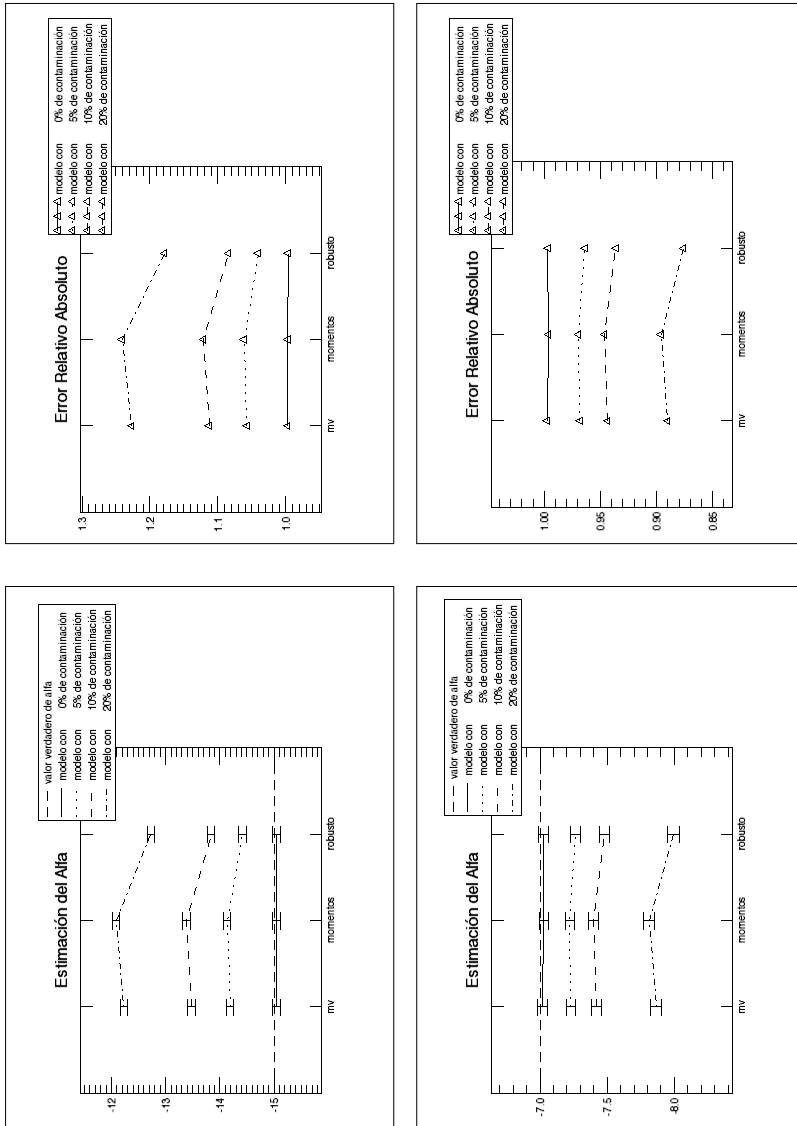 Estimación del Alfa
valor verdadero de alfa
modelo con 0% de contaminación
modelo con 5% de contaminación
modelo con 10% de contaminación
modelo con 20% de contaminación
-12
-13
-14
-15
mv
momentos
robusto
Estimación del Alfa
valor verdadero de alfa
modelo con 0% de contaminación
modelo con 5% de contaminación
modelo con 10% de contaminación
modelo con 20% de contaminación
-7.0
-7.5
-8.0
mv
momentos
robusto
Error Relativo Absoluto
modelo con 0% de contaminación
modelo con 5% de contaminación
modelo con 10% de contaminación
modelo con 20% de contaminación
1.3
1.2
1.1
1.0
mv
momentos
robusto
Error Relativo Absoluto
modelo con 0% de contaminación
modelo con 5% de contaminación
modelo con 10% de contaminación
modelo con 20% de contaminación
1.00
0.95
0.90
0.85
mv
momentos
robusto